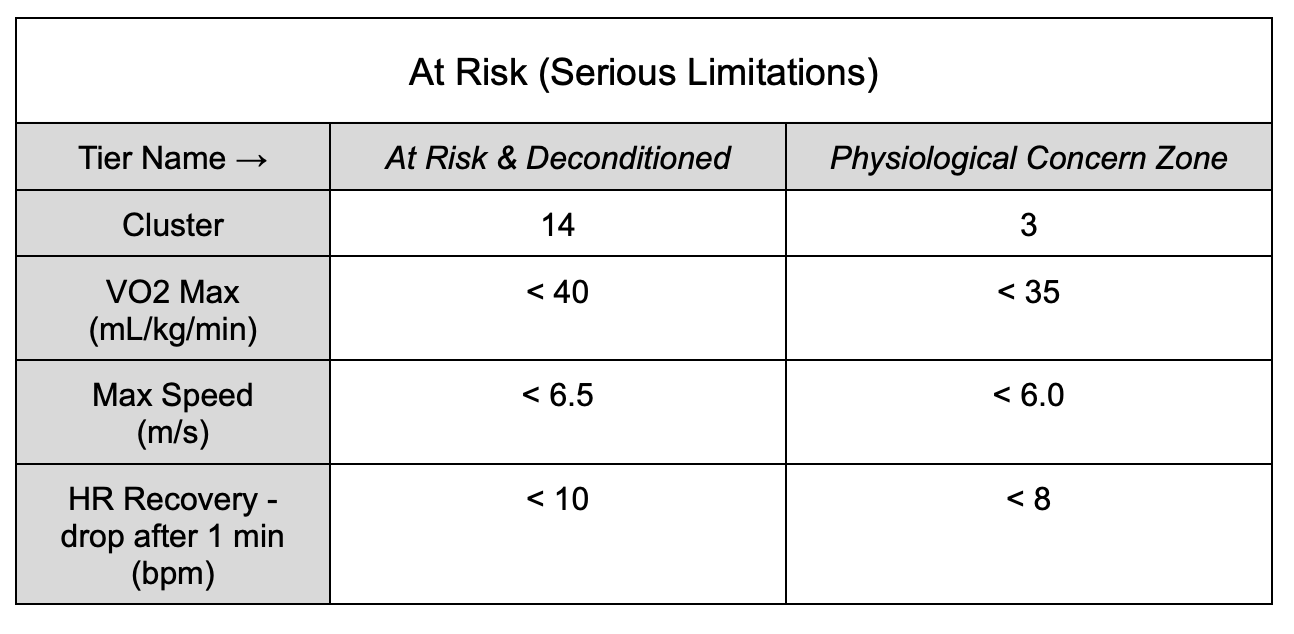 At Risk (Serious Limitations)
Tier Name → At Risk & Deconditioned Physiological Concern Zone
Cluster 14 3
VO2 Max < 40 < 35
(mL/kg/min)
Max Speed < 6.5 < 6.0
(m/s)
HR Recovery - < 10 < 8
drop after 1 min
(bpm)